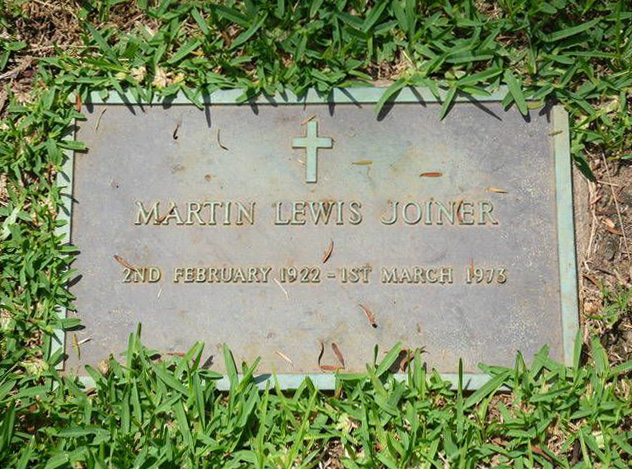 MARTIN LEWIS JOINER
2ND FEBRUARY 1922 - 1ST MARCH 1973